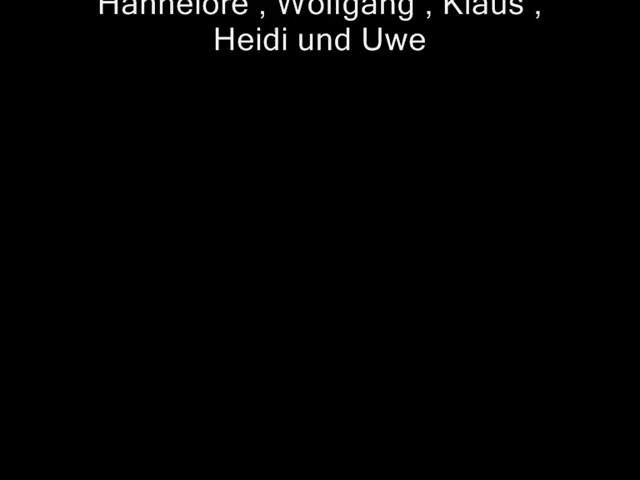 Hannelore , Wolfgang , Klaus ,
Heidi und Uwe